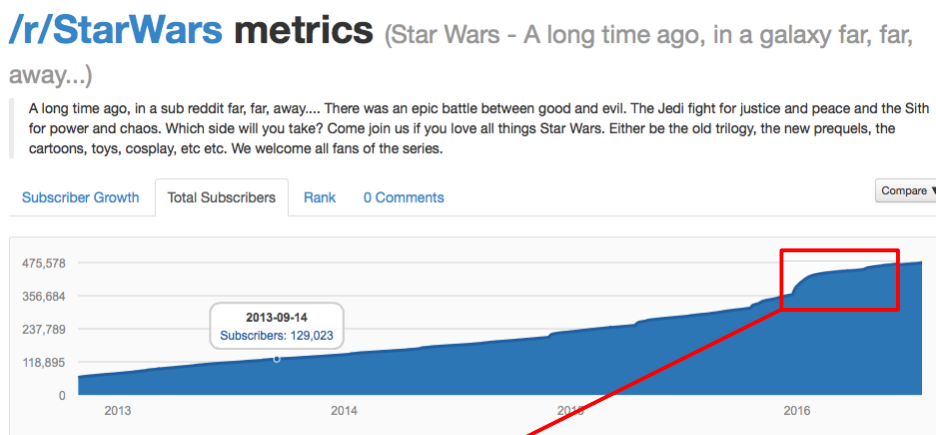 /r/StarWars metrics (Star Wars - A long time ago, in a galaxy far, far,
away...)
A long time ago, in a sub reddit far, far, away.... There was an epic battle between good and evil. The Jedi fight for justice and peace and the Sith
for power and chaos. Which side will you take? Come join us if you love all things Star Wars. Either be the old trilogy, the new prequels, the
cartoons, toys, cosplay, etc etc. We welcome all fans of the series.
Subscriber Growth Total Subscribers Rank 0 Comments Compare ▼
475,578
356,684
2013-09-14
237,789
Subscribers: 129,023
118,895
0
2013 2014 2015 2016